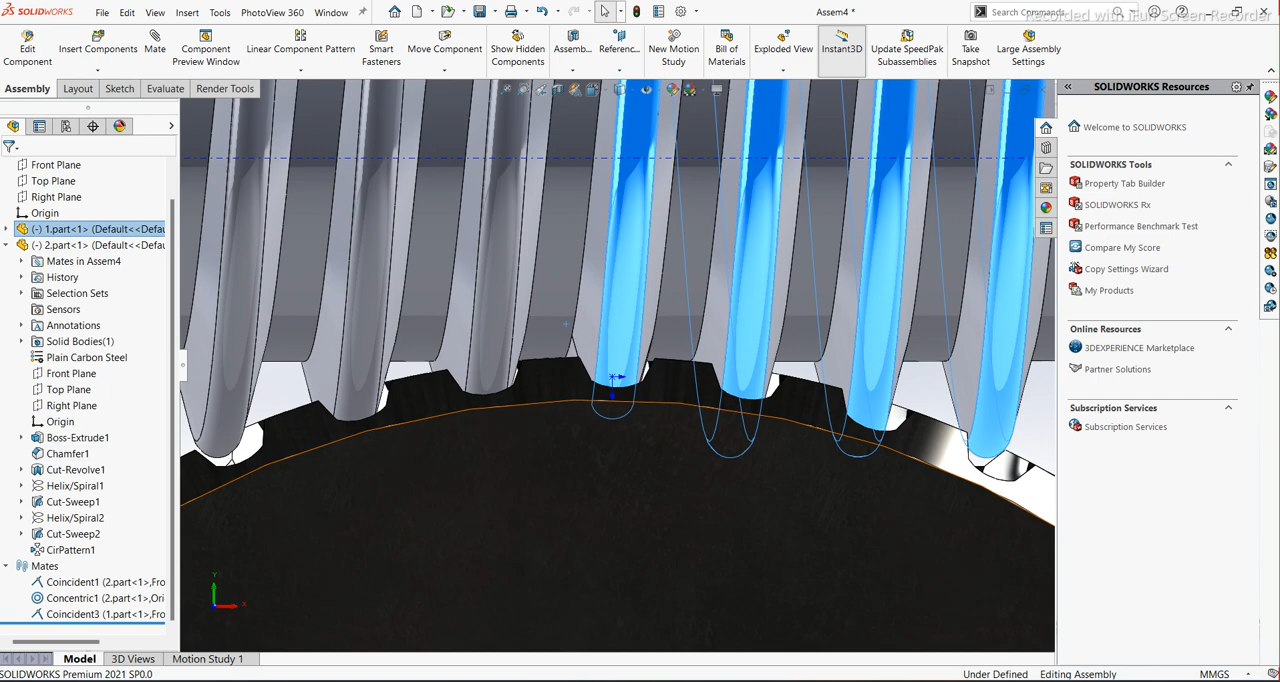 SOLIDWORKS File Edit View Insert Tools PhotoView 360 Window Assem4 * Search Commands
Recorded with iFun Screen Recorder
Edit Component
Insert Components
Mate
Component Preview Window
Linear Component Pattern
Smart Fasteners
Move Component
Show Hidden Components
Assemb...
Referenc...
New Motion Study
Bill of Materials
Exploded View
Instant3D
Update SpeedPak Subassemblies
Take Snapshot
Large Assembly Settings
Assembly Layout Sketch Evaluate Render Tools
Front Plane
Top Plane
Right Plane
Origin
(-) 1.part<1> (Default<<Defau
(-) 2.part<1> (Default<<Defau
Mates in Assem4
History
Selection Sets
Sensors
Annotations
Solid Bodies(1)
Plain Carbon Steel
Front Plane
Top Plane
Right Plane
Origin
Boss-Extrude1
Chamfer1
Cut-Revolve1
Helix/Spiral1
Cut-Sweep1
Helix/Spiral2
Cut-Sweep2
CirPattern1
Mates
Coincident1 (2.part<1>,Fro
Concentric1 (2.part<1>,Ori
Coincident3 (1.part<1>,Fro
Y
X
SOLIDWORKS Resources
Welcome to SOLIDWORKS
SOLIDWORKS Tools
Property Tab Builder
SOLIDWORKS Rx
Performance Benchmark Test
Compare My Score
Copy Settings Wizard
My Products
Online Resources
3DEXPERIENCE Marketplace
Partner Solutions
Subscription Services
Subscription Services
Model 3D Views Motion Study 1
SOLIDWORKS Premium 2021 SP0.0 Under Defined Editing Assembly MMGS